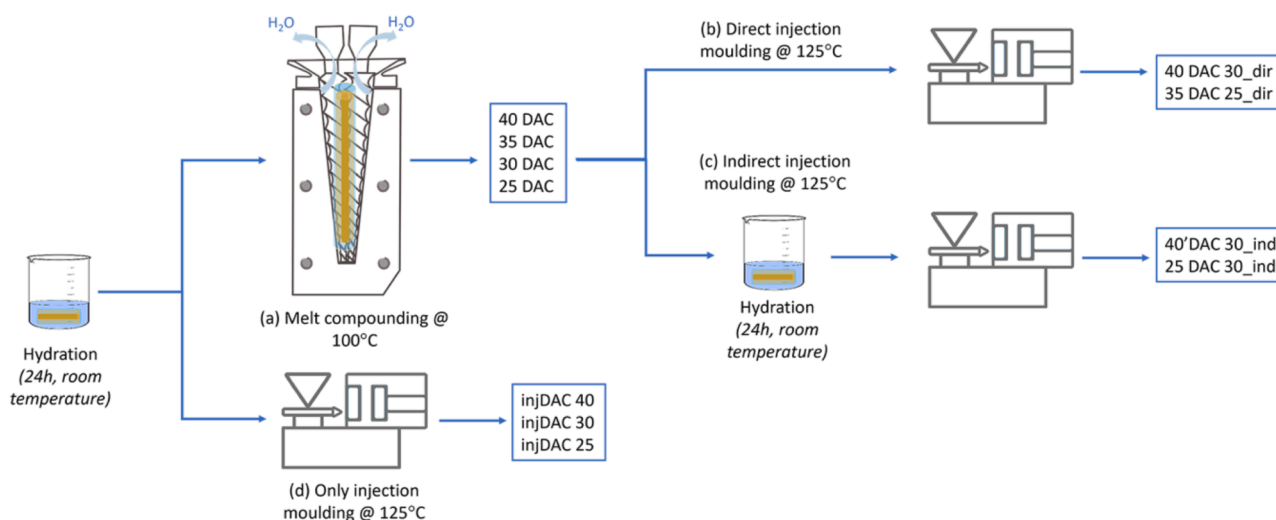 H₂O
H₂O
(a) Melt compounding @
100°C
Hydration
(24h, room
temperature)
40 DAC
35 DAC
30 DAC
25 DAC
(b) Direct injection
moulding @ 125°C
40 DAC 30_dir
35 DAC 25_dir
(c) Indirect injection
moulding @ 125°C
Hydration
(24h, room
temperature)
40’DAC 30_ind
25 DAC 30_ind
injDAC 40
injDAC 30
injDAC 25
(d) Only injection
moulding @ 125°C